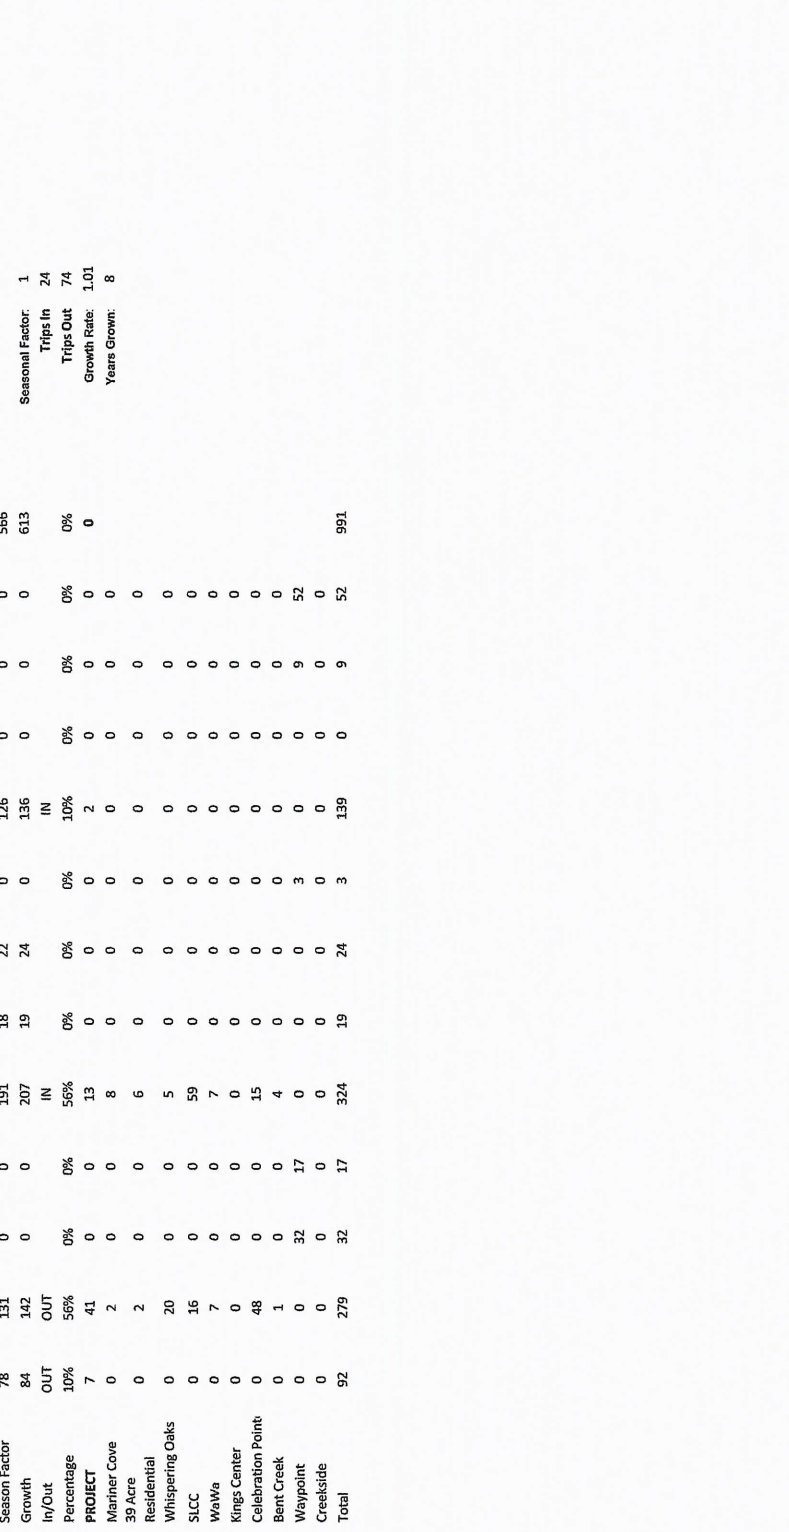 Season Factor 78 131 0 0 191 18 22 0 126 0 0 0 566
Growth 84 142 0 0 207 19 24 0 136 0 0 0 613 Seasonal Factor: 1
In/Out OUT OUT IN IN Trips In 24
Percentage 10% 56% 0% 0% 56% 0% 0% 0% 10% 0% 0% 0% 0% Trips Out 74
PROJECT 7 41 0 0 13 0 0 0 2 0 0 0 0 Growth Rate: 1.01
Mariner Cove 0 2 0 0 8 0 0 0 0 0 0 0 Years Grown: 8
39 Acre
Residential 0 2 0 0 6 0 0 0 0 0 0 0
Whispering Oaks 0 20 0 0 5 0 0 0 0 0 0 0
SLCC 0 16 0 0 59 0 0 0 0 0 0 0
WaWa 0 7 0 0 7 0 0 0 0 0 0 0
Kings Center 0 0 0 0 0 0 0 0 0 0 0 0
Celebration Point 0 48 0 0 15 0 0 0 0 0 0 0
Bent Creek 0 1 0 0 4 0 0 0 0 0 0 0
Waypoint 0 0 32 17 0 0 0 3 0 0 9 52
Creekside 0 0 0 0 0 0 0 0 0 0 0 0
Total 92 279 32 17 324 19 24 3 139 0 9 52 991